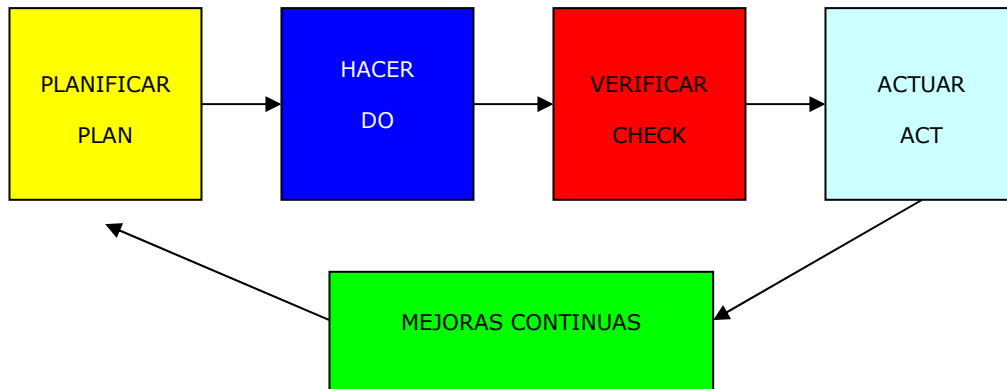 PLANIFICAR
PLAN
HACER
DO
VERIFICAR
CHECK
ACTUAR
ACT
MEJORAS CONTINUAS